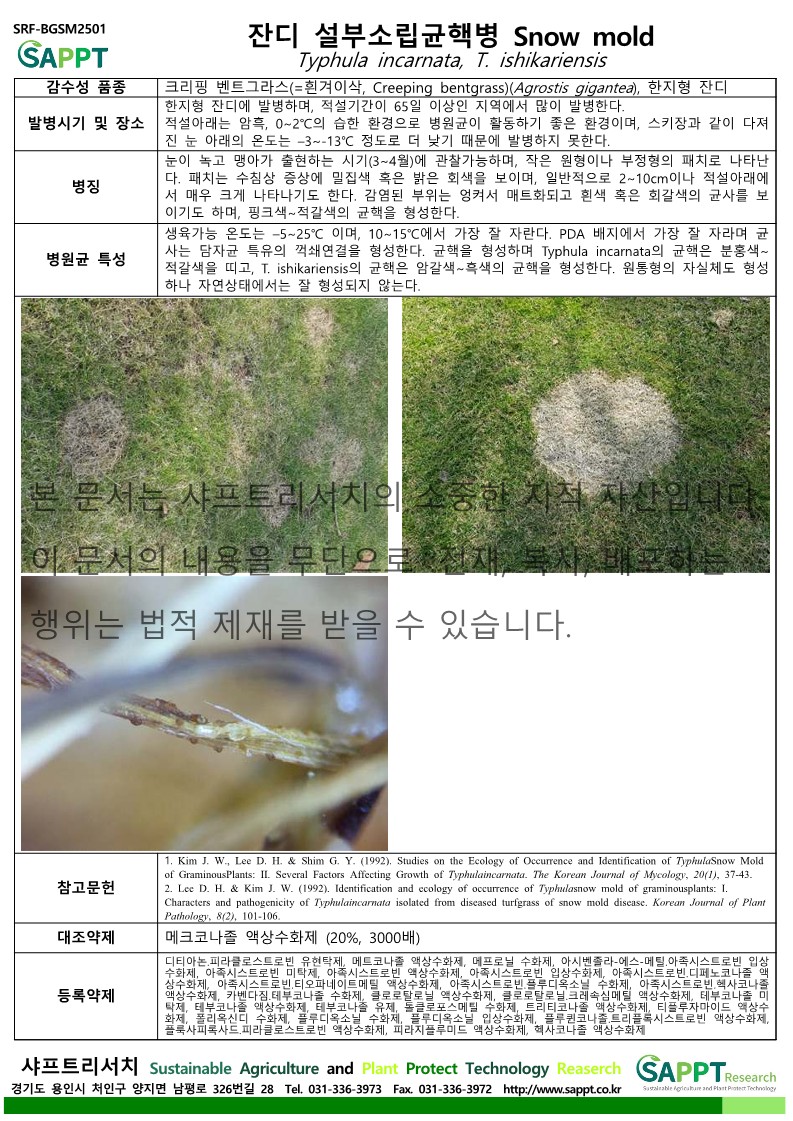 SRF-BGSM2501
SAPPT
잔디 설부소립균핵병 Snow mold
Typhula incarnata, T. ishikariensis
감수성 품종
크리핑 벤트그라스(=흰겨이삭, Creeping bentgrass)(Agrostis gigantea), 한지형 잔디
발병시기 및 장소
한지형 잔디에 발병하며, 적설기간이 65일 이상인 지역에서 많이 발병한다.
적설아래는 암흑, 0~2℃의 습한 환경으로 병원균이 활동하기 좋은 환경이며, 스키장과 같이 다져
진 눈 아래의 온도는 –3~-13℃ 정도로 더 낮기 때문에 발병하지 못한다.
병징
눈이 녹고 맹아가 출현하는 시기(3~4월)에 관찰가능하며, 작은 원형이나 부정형의 패치로 나타난
다. 패치는 수침상 증상에 밀집색 혹은 밝은 회색을 보이며, 일반적으로 2~10cm이나 적설아래에
서 매우 크게 나타나기도 한다. 감염된 부위는 엉켜서 매트화되고 흰색 혹은 회갈색의 균사를 보
이기도 하며, 핑크색~적갈색의 균핵을 형성한다.
병원균 특성
생육가능 온도는 –5~25℃ 이며, 10~15℃에서 가장 잘 자란다. PDA 배지에서 가장 잘 자라며 균
사는 담자균 특유의 꺽쇠연결을 형성한다. 균핵을 형성하며 Typhula incarnata의 균핵은 분홍색~
적갈색을 띠고, T. ishikariensis의 균핵은 암갈색~흑색의 균핵을 형성한다. 원통형의 자실체도 형성
하나 자연상태에서는 잘 형성되지 않는다.
본 문서는 샤프트리서치의 소중한 지적 자산입니다.
이 문서의 내용을 무단으로 전재, 복사, 배포하는
행위는 법적 제재를 받을 수 있습니다.
참고문헌
1. Kim J. W., Lee D. H. & Shim G. Y. (1992). Studies on the Ecology of Occurrence and Identification of TyphulaSnow Mold
of GraminousPlants: II. Several Factors Affecting Growth of Typhulaincarnata. The Korean Journal of Mycology, 20(1), 37-43.
2. Lee D. H. & Kim J. W. (1992). Identification and ecology of occurrence of Typhulasnow mold of graminousplants: I.
Characters and pathogenicity of Typhulaincarnata isolated from diseased turfgrass of snow mold disease. Korean Journal of Plant
Pathology, 8(2), 101-106.
대조약제
메크코나졸 액상수화제 (20%, 3000배)
등록약제
디티아논.피라클로스트로빈 유현탁제, 메트코나졸 액상수화제, 메프로닐 수화제, 아시벤졸라-에스-메틸.아족시스트로빈 입상
수화제, 아족시스트로빈 미탁제, 아족시스트로빈 액상수화제, 아족시스트로빈 입상수화제, 아족시스트로빈.디페노코나졸 액
상수화제, 아족시스트로빈.티오파네이트메틸 액상수화제, 아족시스트로빈.플루디옥소닐 수화제, 아족시스트로빈.헥사코나졸
액상수화제, 카벤다짐.테부코나졸 수화제, 클로로탈로닐 액상수화제, 클로로탈로닐.크레속심메틸 액상수화제, 테부코나졸 미
탁제, 테부코나졸 액상수화제, 테부코나졸 유제, 톨클로포스메틸 수화제, 트리티코나졸 액상수화제, 티플루자마이드 액상수
화제, 폴리옥신디 수화제, 플루디옥소닐 수화제, 플루디옥소닐 입상수화제, 플루퀸코나졸.트리플록시스트로빈 액상수화제,
플룩사피록사드.피라클로스트로빈 액상수화제, 피라지플루미드 액상수화제, 헥사코나졸 액상수화제
샤프트리서치 Sustainable Agriculture and Plant Protect Technology Reaserch
경기도 용인시 처인구 양지면 남평로 326번길 28 Tel. 031-336-3973 Fax. 031-336-3972 http://www.sappt.co.kr
SAPPT Research
Sustainable Agriculture and Plant Protect Technology